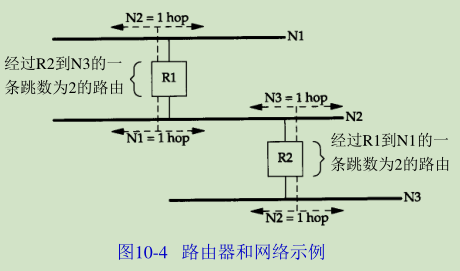 N2 = 1 hop
N1
经过R2到N3的一
条跳数为2的路由
R1
N3 = 1 hop
N2
N1 = 1 hop
经过R1到N1的一
条跳数为2的路由
R2
N3
N2 = 1 hop
图10-4 路由器和网络示例